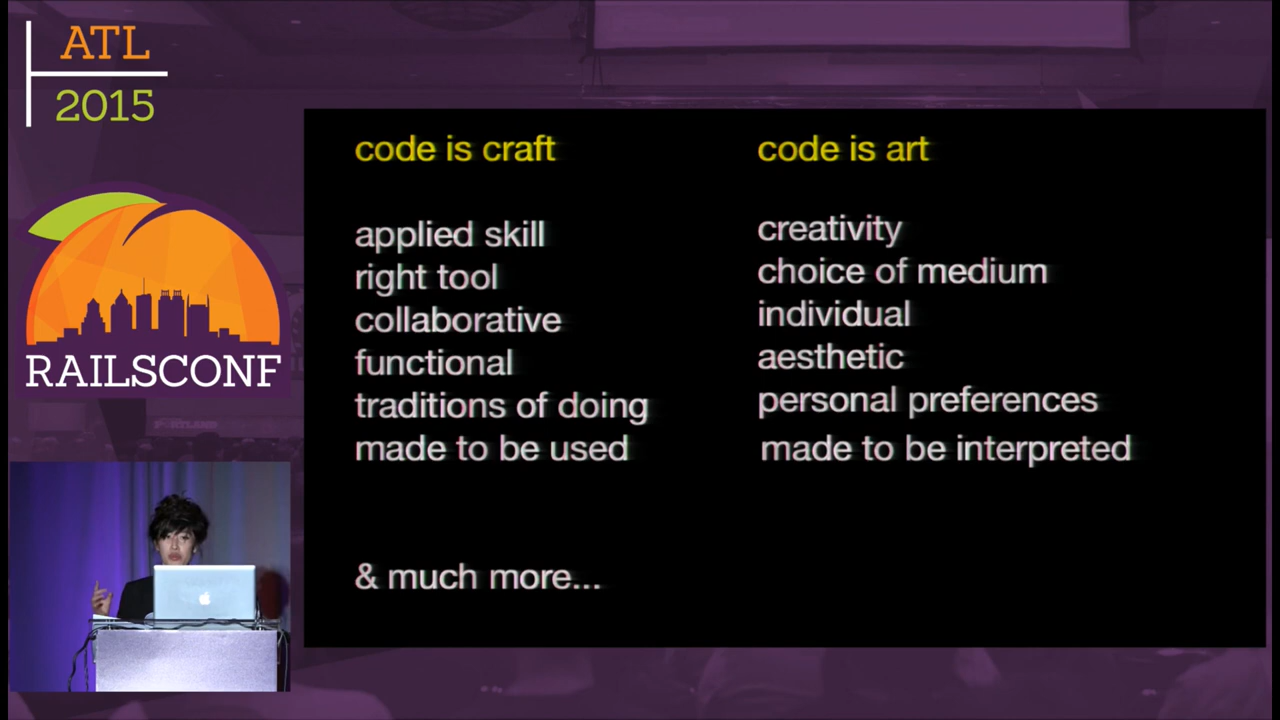 ATL
2015
RAILSCONF
code is craft
applied skill
right tool
collaborative
functional
traditions of doing
made to be used
& much more...
code is art
creativity
choice of medium
individual
aesthetic
personal preferences
made to be interpreted